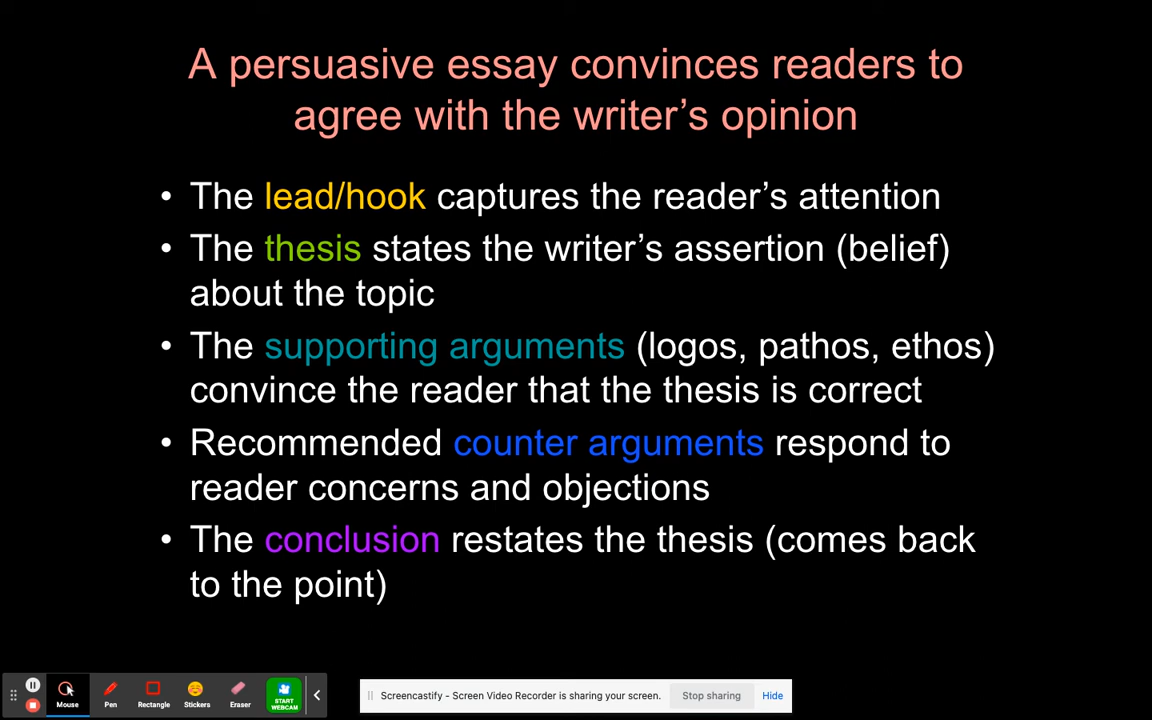 A persuasive essay convinces readers to
agree with the writer’s opinion
• The lead/hook captures the reader’s attention
• The thesis states the writer’s assertion (belief)
about the topic
• The supporting arguments (logos, pathos, ethos)
convince the reader that the thesis is correct
• Recommended counter arguments respond to
reader concerns and objections
• The conclusion restates the thesis (comes back
to the point)
Mouse Pen Rectangle Stickers Eraser START WEBCAM
Screencastify - Screen Video Recorder is sharing your screen. Stop sharing Hide